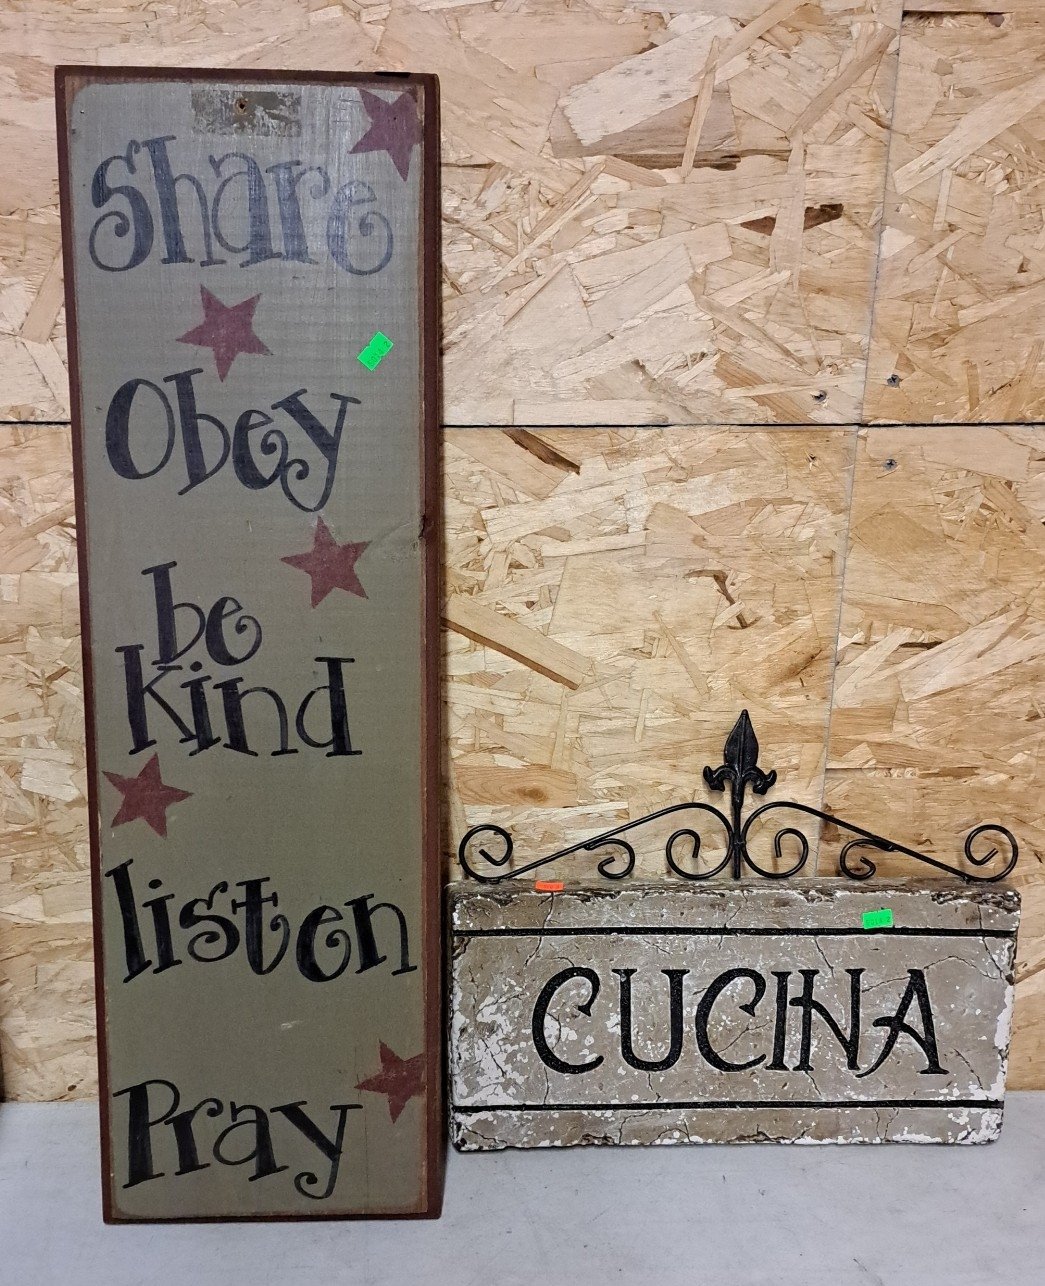 Share
Obey
be
kind
listen
Pray
CUCINA